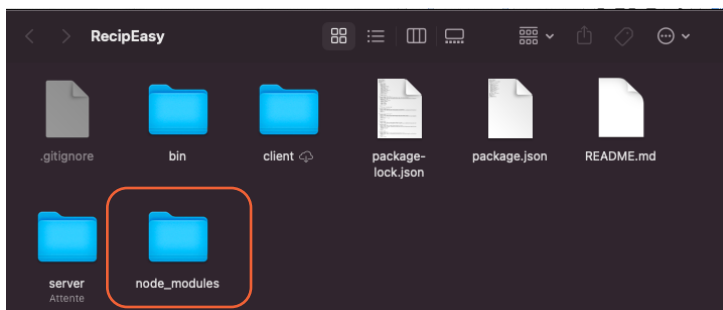 RecipEasy
.gitignore
bin
client
package-
lock.json
package.json
README.md
server
Attente
node_modules